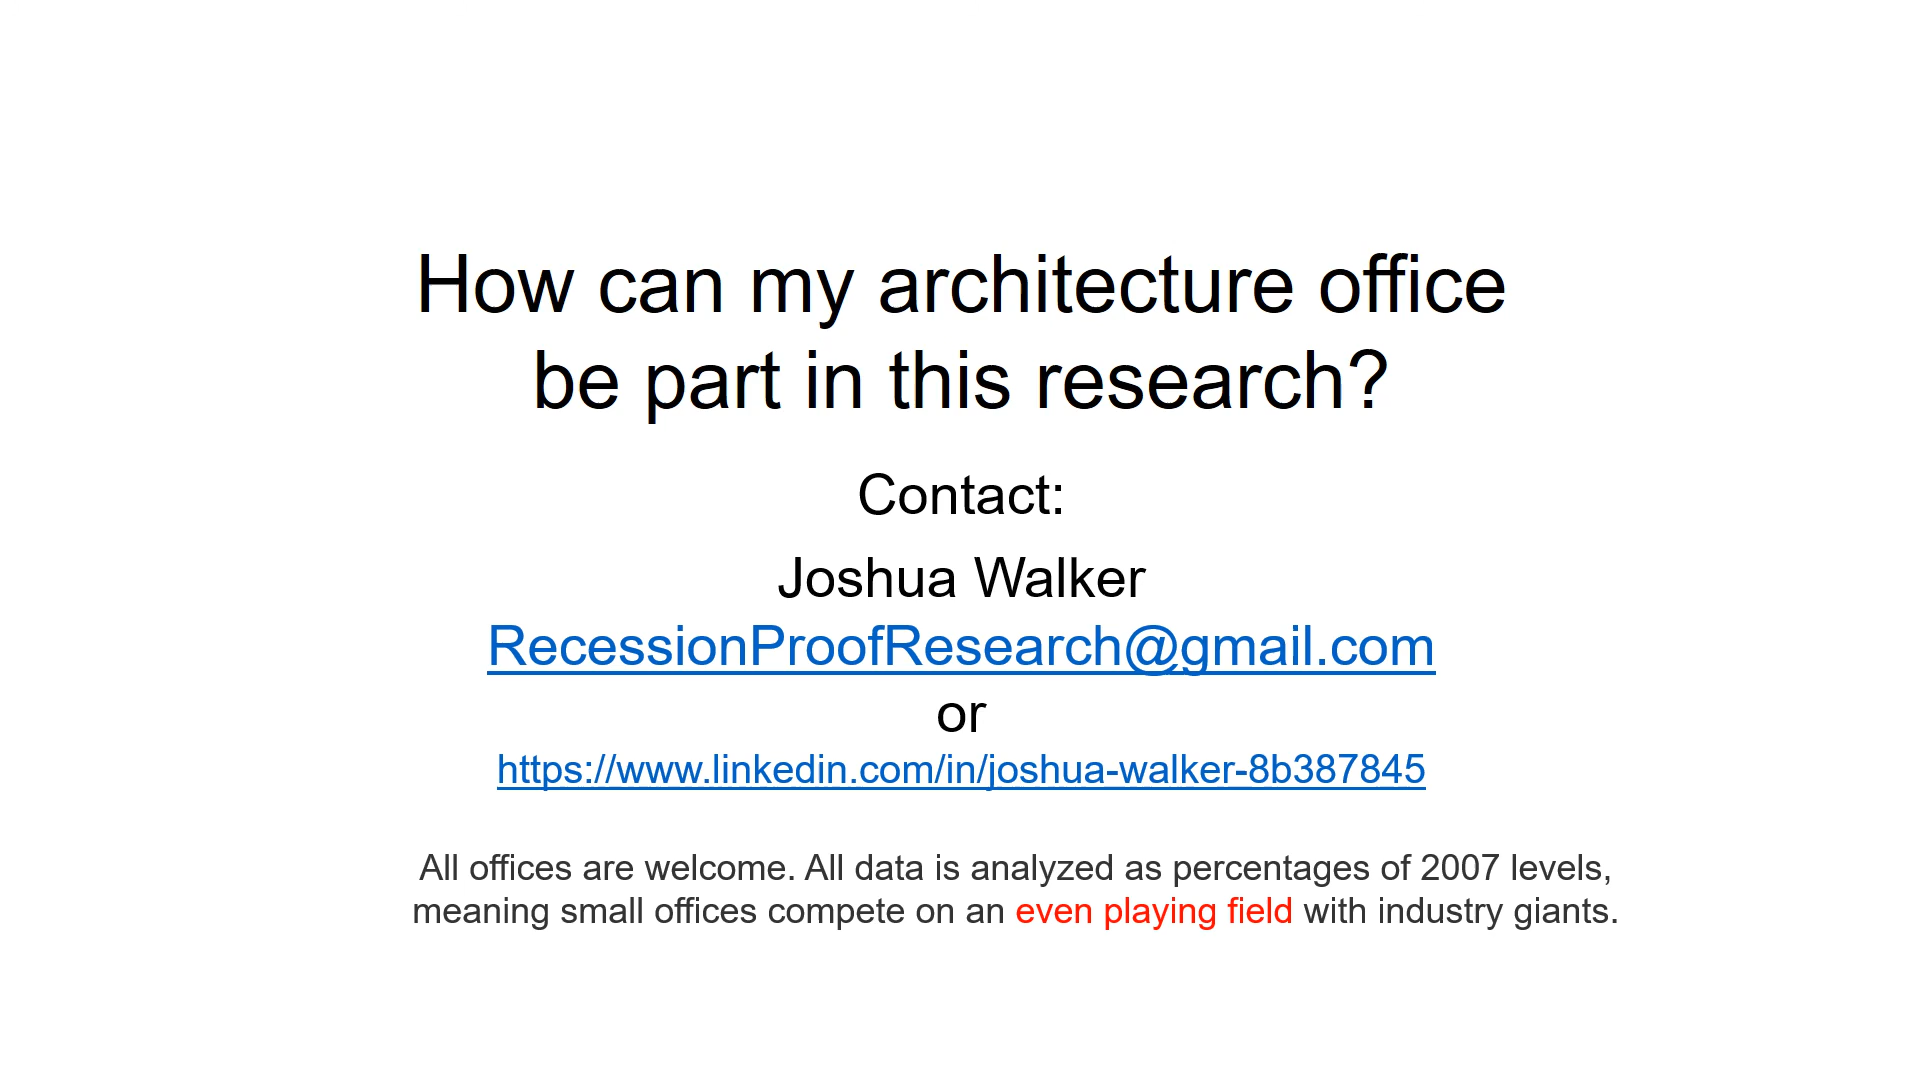 How can my architecture office
be part in this research?
Contact:
Joshua Walker
RecessionProofResearch@gmail.com
or
https://www.linkedin.com/in/joshua-walker-8b387845
All offices are welcome. All data is analyzed as percentages of 2007 levels,
meaning small offices compete on an even playing field with industry giants.